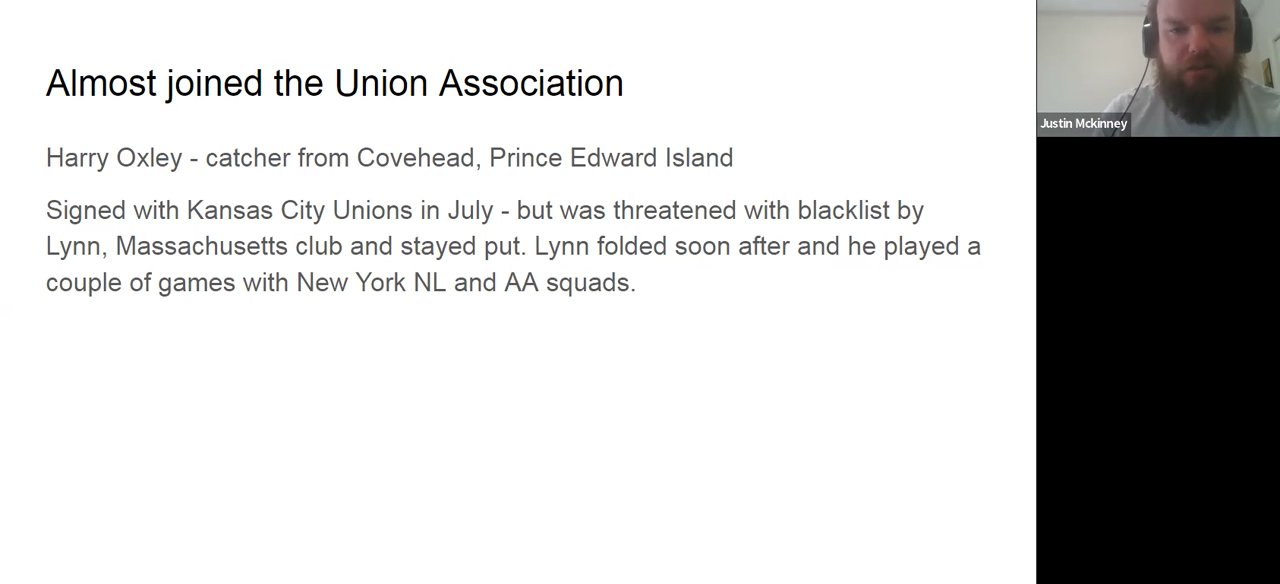 Almost joined the Union Association
Harry Oxley - catcher from Covehead, Prince Edward Island
Signed with Kansas City Unions in July - but was threatened with blacklist by
Lynn, Massachusetts club and stayed put. Lynn folded soon after and he played a
couple of games with New York NL and AA squads.
Justin Mckinney